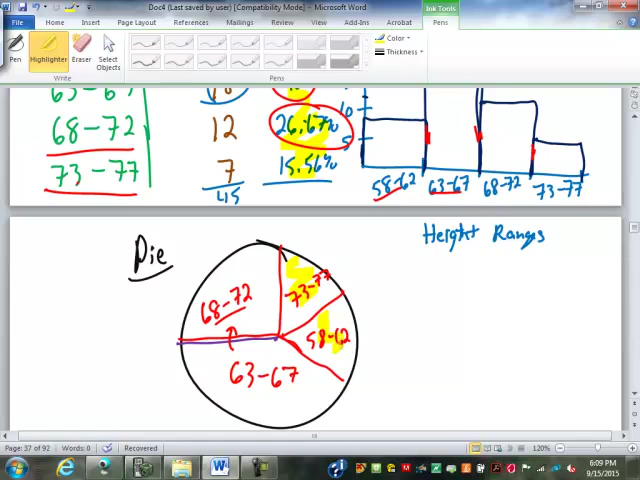 Doc4 (Last saved by user) [Compatibility Mode] - Microsoft Word
Ink Tools
File Home Insert Page Layout References Mailings Review View Acrobat Pens
Pen Highlighter Eraser Select Objects
Color
Thickness
Write
Pens
63-67
68-72 12 26.67%
73-77 7 15.56%
45
10
5
58-62 63-67 68-72 73-77
Height Ranges
Pie
68-72 73-77
58-62
63-67
Page: 37 of 92 Words: 0 Recovered 120%
6:09 PM
9/15/2015